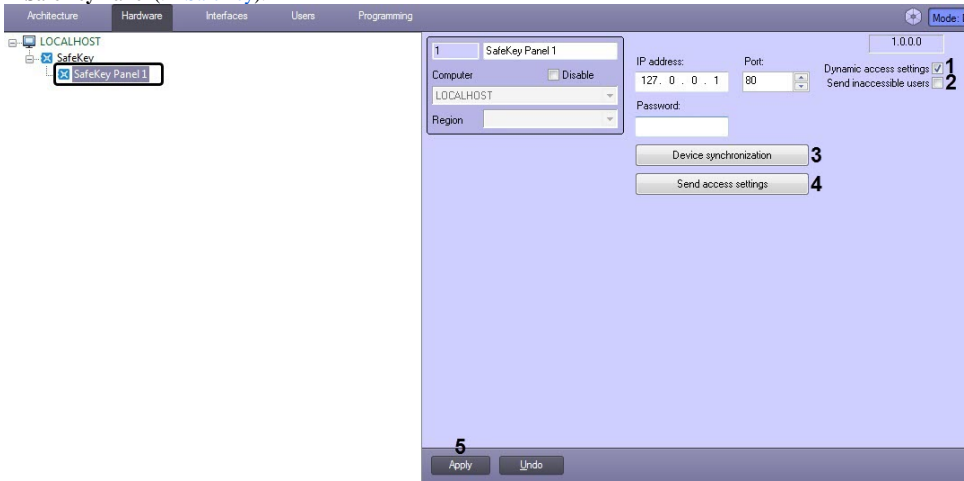 Architecture Hardware Interfaces Users Programming Mode:
LOCALHOST
SafeKey
SafeKey Panel 1
1 SafeKey Panel 1
Computer Disable
LOCALHOST
Region
IP address: Port:
127. 0 . 0 . 1 80
Password:
1.0.0.0
Dynamic access settings 1
Send inaccessible users 2
Device synchronization 3
Send access settings 4
5
Apply Undo